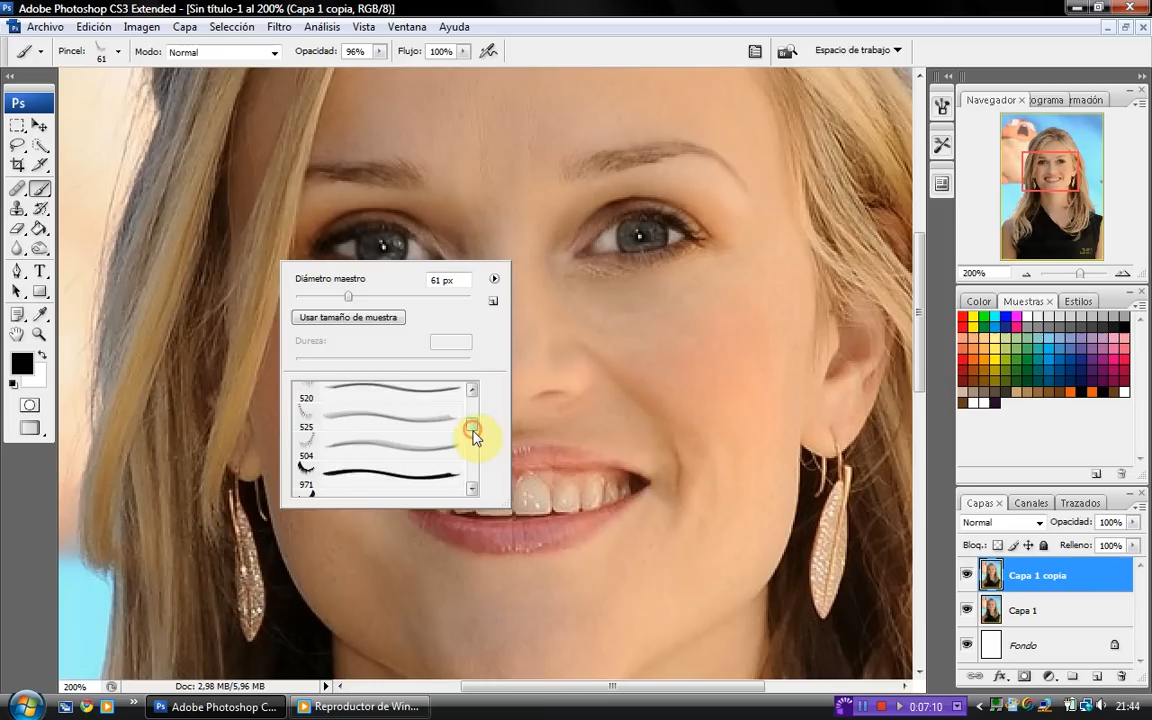 Adobe Photoshop CS3 Extended - [Sin título-1 al 200% (Capa 1 copia, RGB/8)]
Archivo Edición Imagen Capa Selección Filtro Análisis Vista Ventana Ayuda
Pincel: 61 Modo: Normal Opacidad: 96% Flujo: 100% Espacio de trabajo
Ps
Navegador × ograma rmación
200%
Diámetro maestro 61 px
Usar tamaño de muestra
Dureza:
520
525
504
971
Color Muestras × Estilos
Capas × Canales Trazados
Normal Opacidad: 100%
Bloq.: Relleno: 100%
Capa 1 copia
Capa 1
Fondo
200% Doc: 2,98 MB/5,96 MB
Adobe Photoshop C... Reproductor de Win... 0:07:10 21:44